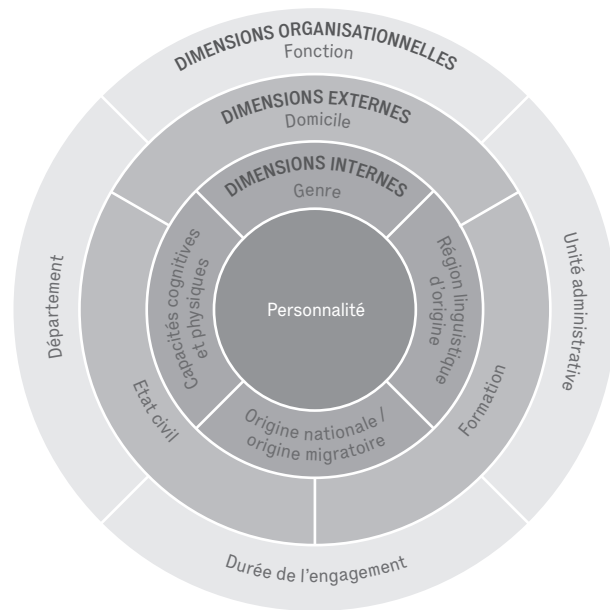 DIMENSIONS ORGANISATIONNELLES
Fonction
DIMENSIONS EXTERNES
Domicile
DIMENSIONS INTERNES
Genre
Département
Capacités cognitives
et physiques
Personnalité
Région linguistique
d'origine
Unité administrative
Etat civil
Origine nationale /
origine migratoire
Formation
Durée de l'engagement